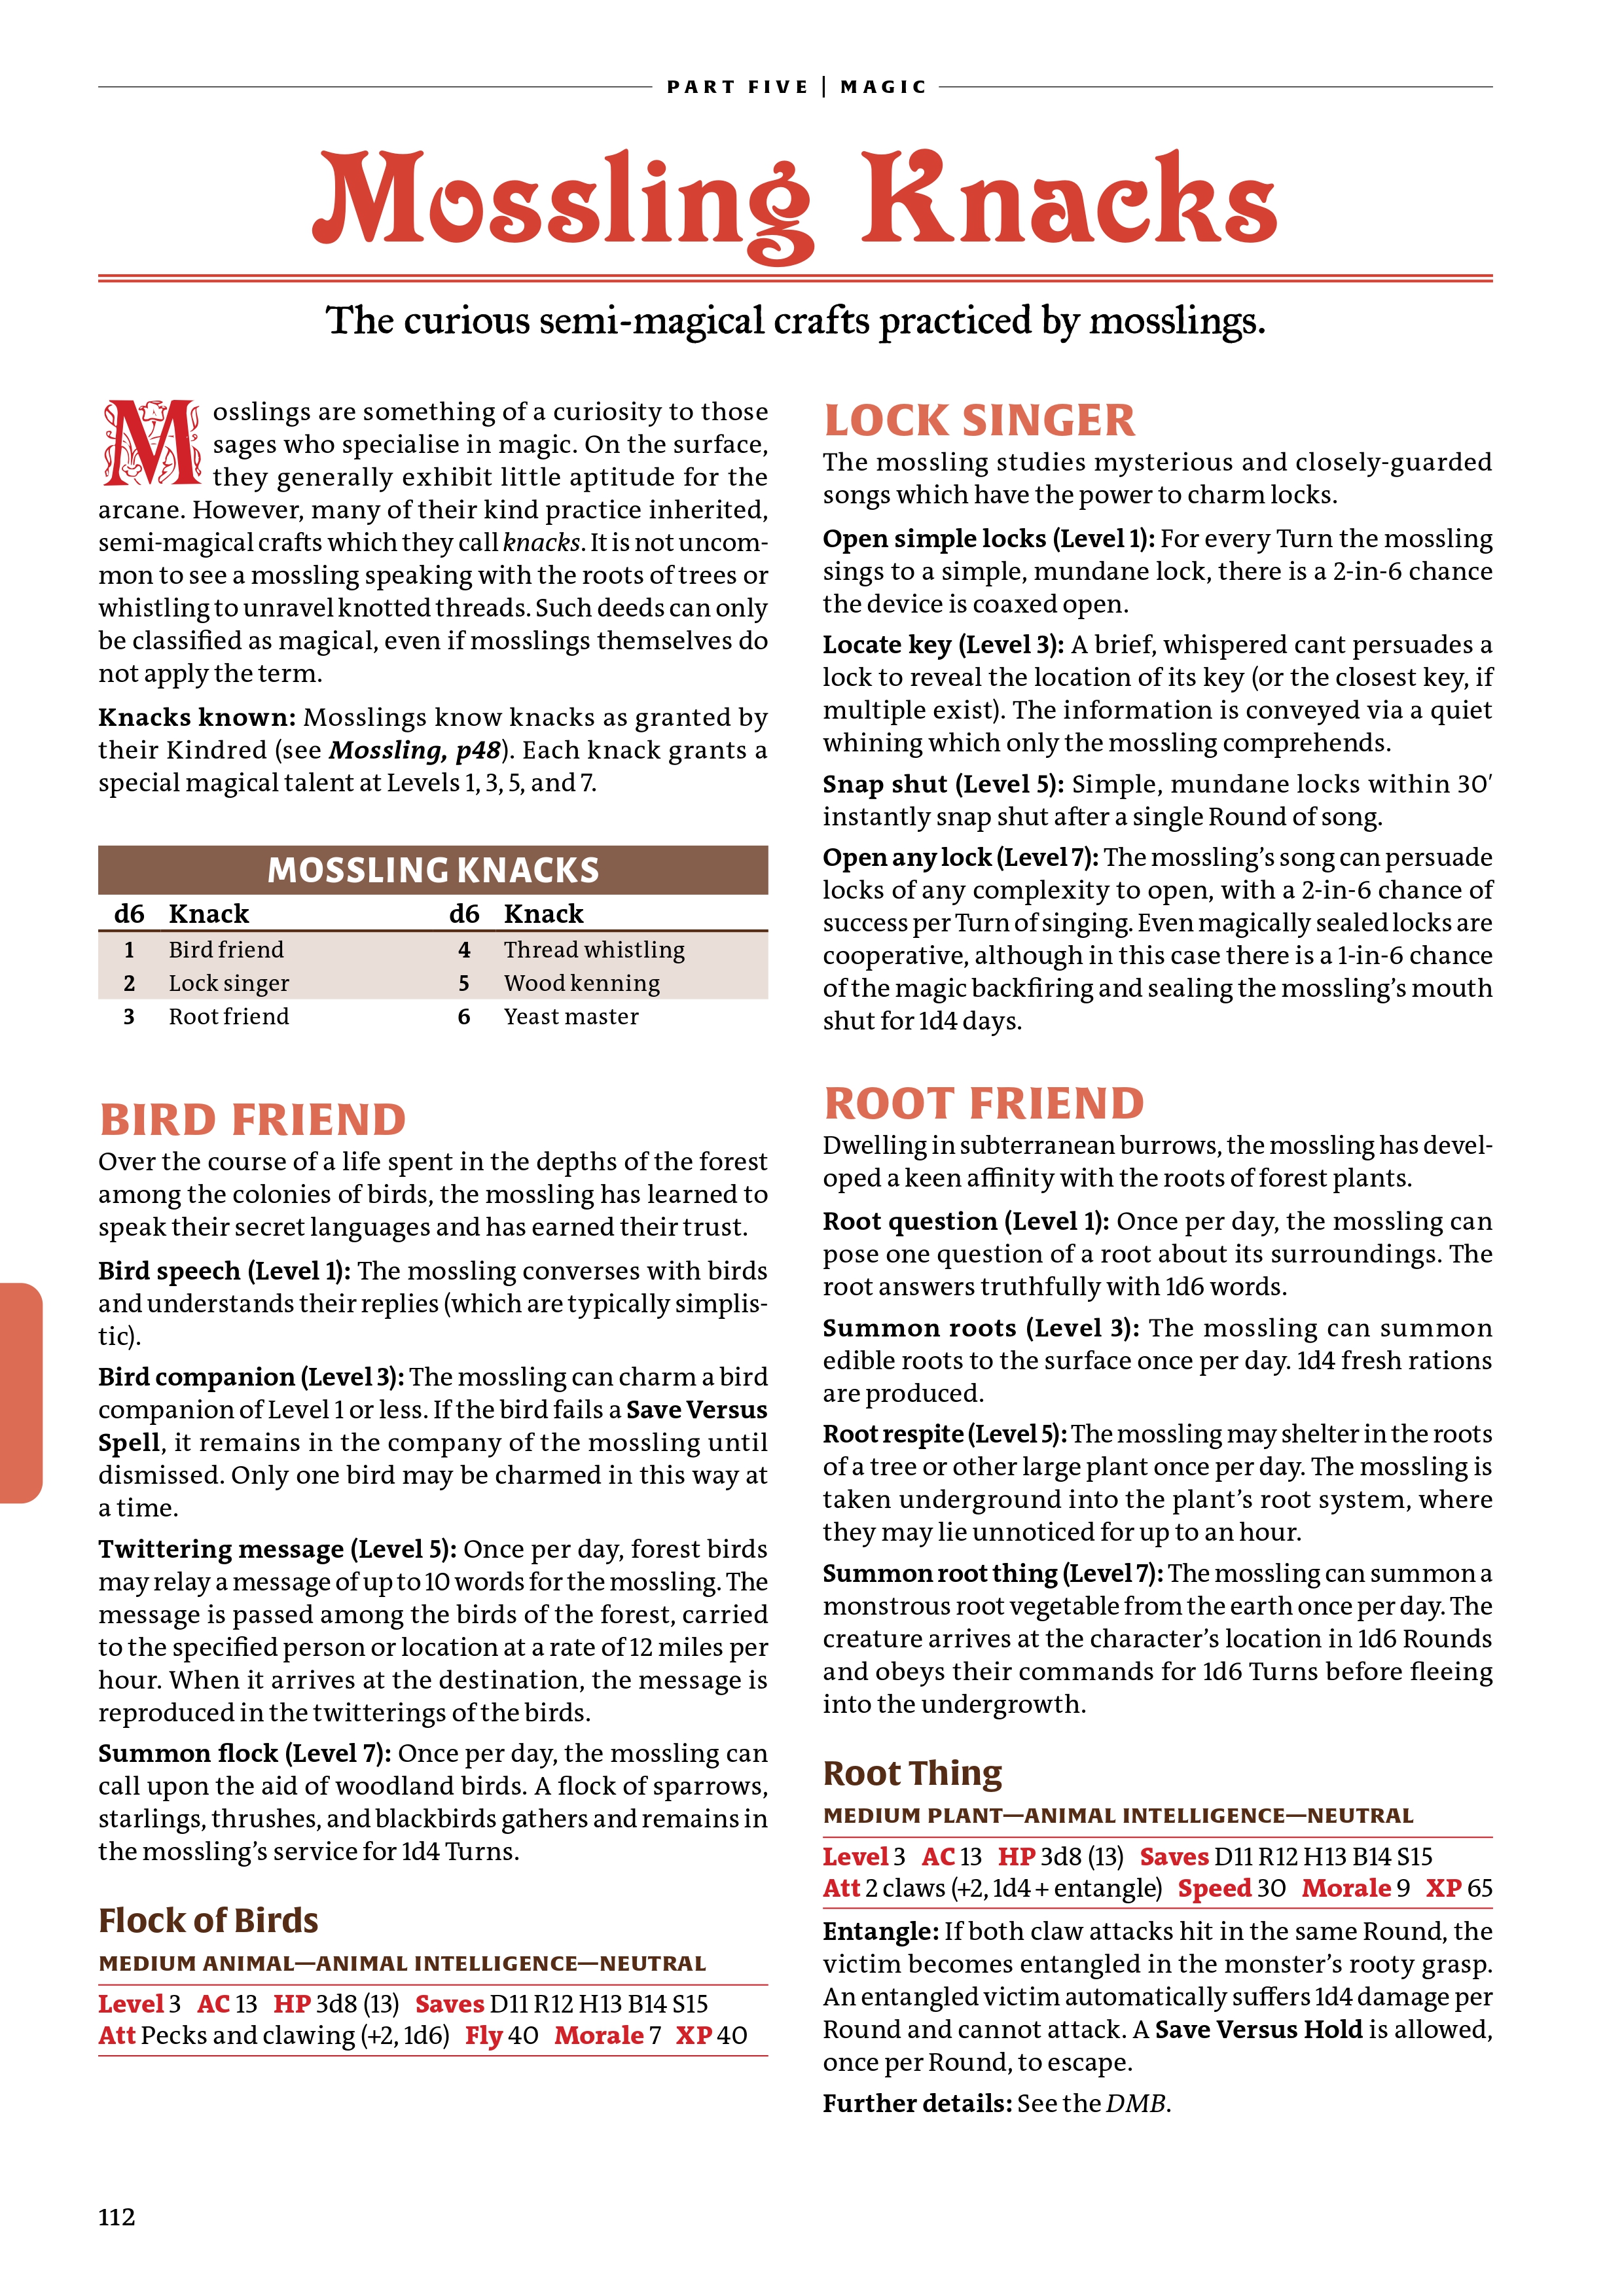 PART FIVE | MAGIC
Mossling Knacks
The curious semi-magical crafts practiced by mosslings.
Mosslings are something of a curiosity to those
sages who specialise in magic. On the surface,
they generally exhibit little aptitude for the
arcane. However, many of their kind practice inherited,
semi-magical crafts which they call knacks. It is not uncom-
mon to see a mossling speaking with the roots of trees or
whistling to unravel knotted threads. Such deeds can only
be classified as magical, even if mosslings themselves do
not apply the term.
Knacks known: Mosslings know knacks as granted by
their Kindred (see Mossling, p48). Each knack grants a
special magical talent at Levels 1, 3, 5, and 7.
MOSSLING KNACKS
d6 Knack d6 Knack
1 Bird friend 4 Thread whistling
2 Lock singer 5 Wood kenning
3 Root friend 6 Yeast master
BIRD FRIEND
Over the course of a life spent in the depths of the forest
among the colonies of birds, the mossling has learned to
speak their secret languages and has earned their trust.
Bird speech (Level 1): The mossling converses with birds
and understands their replies (which are typically simplis-
tic).
Bird companion (Level 3): The mossling can charm a bird
companion of Level 1 or less. If the bird fails a Save Versus
Spell, it remains in the company of the mossling until
dismissed. Only one bird may be charmed in this way at
a time.
Twittering message (Level 5): Once per day, forest birds
may relay a message of up to 10 words for the mossling. The
message is passed among the birds of the forest, carried
to the specified person or location at a rate of 12 miles per
hour. When it arrives at the destination, the message is
reproduced in the twitterings of the birds.
Summon flock (Level 7): Once per day, the mossling can
call upon the aid of woodland birds. A flock of sparrows,
starlings, thrushes, and blackbirds gathers and remains in
the mossling's service for 1d4 Turns.
Flock of Birds
MEDIUM ANIMAL—ANIMAL INTELLIGENCE—NEUTRAL
Level 3 AC 13 HP 3d8 (13) Saves D11 R12 H13 B14 S15
Att Pecks and clawing (+2, 1d6) Fly 40 Morale 7 XP 40
LOCK SINGER
The mossling studies mysterious and closely-guarded
songs which have the power to charm locks.
Open simple locks (Level 1): For every Turn the mossling
sings to a simple, mundane lock, there is a 2-in-6 chance
the device is coaxed open.
Locate key (Level 3): A brief, whispered cant persuades a
lock to reveal the location of its key (or the closest key, if
multiple exist). The information is conveyed via a quiet
whining which only the mossling comprehends.
Snap shut (Level 5): Simple, mundane locks within 30′
instantly snap shut after a single Round of song.
Open any lock (Level 7): The mossling's song can persuade
locks of any complexity to open, with a 2-in-6 chance of
success per Turn of singing. Even magically sealed locks are
cooperative, although in this case there is a 1-in-6 chance
of the magic backfiring and sealing the mossling's mouth
shut for 1d4 days.
ROOT FRIEND
Dwelling in subterranean burrows, the mossling has devel-
oped a keen affinity with the roots of forest plants.
Root question (Level 1): Once per day, the mossling can
pose one question of a root about its surroundings. The
root answers truthfully with 1d6 words.
Summon roots (Level 3): The mossling can summon
edible roots to the surface once per day. 1d4 fresh rations
are produced.
Root respite (Level 5): The mossling may shelter in the roots
of a tree or other large plant once per day. The mossling is
taken underground into the plant's root system, where
they may lie unnoticed for up to an hour.
Summon root thing (Level 7): The mossling can summon a
monstrous root vegetable from the earth once per day. The
creature arrives at the character's location in 1d6 Rounds
and obeys their commands for 1d6 Turns before fleeing
into the undergrowth.
Root Thing
MEDIUM PLANT—ANIMAL INTELLIGENCE—NEUTRAL
Level 3 AC 13 HP 3d8 (13) Saves D11 R12 H13 B14 S15
Att 2 claws (+2, 1d4 + entangle) Speed 30 Morale 9 XP 65
Entangle: If both claw attacks hit in the same Round, the
victim becomes entangled in the monster's rooty grasp.
An entangled victim automatically suffers 1d4 damage per
Round and cannot attack. A Save Versus Hold is allowed,
once per Round, to escape.
Further details: See the DMB.
112